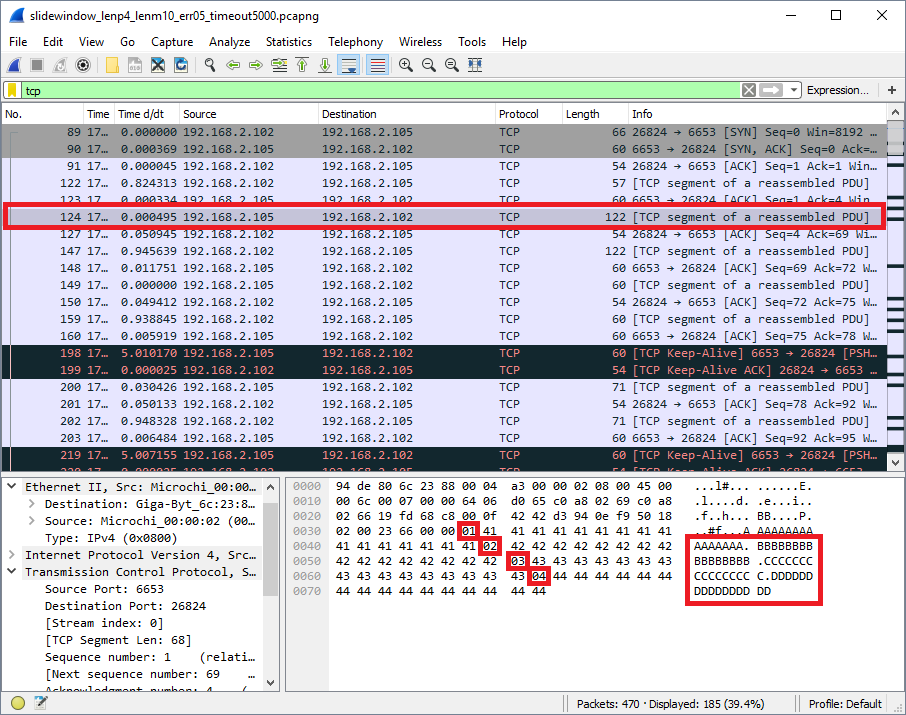 slidewindow_lenp4_lenm10_err05_timeout5000.pcapng
File Edit View Go Capture Analyze Statistics Telephony Wireless Tools Help
tcp Expression... +
No. Time Time d/dt Source Destination Protocol Length Info
89 17... 0.000000 192.168.2.102 192.168.2.105 TCP 66 26824 → 6653 [SYN] Seq=0 Win=8192 ...
90 17... 0.000369 192.168.2.105 192.168.2.102 TCP 60 6653 → 26824 [SYN, ACK] Seq=0 Ack=...
91 17... 0.000045 192.168.2.102 192.168.2.105 TCP 54 26824 → 6653 [ACK] Seq=1 Ack=1 Win...
122 17... 0.824313 192.168.2.102 192.168.2.105 TCP 57 [TCP segment of a reassembled PDU]
123 17... 0.000334 192.168.2.105 192.168.2.102 TCP 60 6653 → 26824 [ACK] Seq=1 Ack=4 Win...
124 17... 0.000495 192.168.2.105 192.168.2.102 TCP 122 [TCP segment of a reassembled PDU]
127 17... 0.050945 192.168.2.102 192.168.2.105 TCP 54 26824 → 6653 [ACK] Seq=4 Ack=69 Wi...
147 17... 0.945639 192.168.2.102 192.168.2.105 TCP 122 [TCP segment of a reassembled PDU]
148 17... 0.011751 192.168.2.105 192.168.2.102 TCP 60 6653 → 26824 [ACK] Seq=69 Ack=72 W...
149 17... 0.000000 192.168.2.105 192.168.2.102 TCP 60 [TCP segment of a reassembled PDU]
150 17... 0.049412 192.168.2.102 192.168.2.105 TCP 54 26824 → 6653 [ACK] Seq=72 Ack=75 W...
159 17... 0.938845 192.168.2.102 192.168.2.105 TCP 60 [TCP segment of a reassembled PDU]
160 17... 0.005919 192.168.2.105 192.168.2.102 TCP 60 6653 → 26824 [ACK] Seq=75 Ack=78 W...
198 17... 5.010170 192.168.2.105 192.168.2.102 TCP 60 [TCP Keep-Alive] 6653 → 26824 [PSH...
199 17... 0.000025 192.168.2.102 192.168.2.105 TCP 54 [TCP Keep-Alive ACK] 26824 → 6653 ...
200 17... 0.030426 192.168.2.105 192.168.2.102 TCP 71 [TCP segment of a reassembled PDU]
201 17... 0.050133 192.168.2.102 192.168.2.105 TCP 54 26824 → 6653 [ACK] Seq=78 Ack=92 W...
202 17... 0.948328 192.168.2.102 192.168.2.105 TCP 71 [TCP segment of a reassembled PDU]
203 17... 0.006484 192.168.2.105 192.168.2.102 TCP 60 6653 → 26824 [ACK] Seq=92 Ack=95 W...
219 17... 5.007155 192.168.2.105 192.168.2.102 TCP 60 [TCP Keep-Alive] 6653 → 26824 [PSH...
Ethernet II, Src: Microchi_00:00...
Destination: Giga-Byt_6c:23:8...
Source: Microchi_00:00:02 (00...
Type: IPv4 (0x0800)
Internet Protocol Version 4, Src...
Transmission Control Protocol, S...
Source Port: 6653
Destination Port: 26824
[Stream index: 0]
[TCP Segment Len: 68]
Sequence number: 1 (relati...
[Next sequence number: 69
Acknowledgment number: 4 (
0000 94 de 80 6c 23 88 00 04 a3 00 00 02 08 00 45 00 ...l#... ......E.
0010 00 6c 00 07 00 00 64 06 d0 65 c0 a8 02 69 c0 a8 .l....d. .e...i..
0020 02 66 19 fd 68 c8 00 0f 42 42 d3 94 0e f9 50 18 .f..h... BB....P.
0030 02 00 23 66 00 00 01 41 41 41 41 41 41 41 41 41 ..#f...A AAAAAAAA
0040 41 41 41 41 41 41 41 02 42 42 42 42 42 42 42 42 AAAAAAA. BBBBBBBB
0050 42 42 42 42 42 42 42 42 03 43 43 43 43 43 43 43 BBBBBBBB .CCCCCCC
0060 43 43 43 43 43 43 43 43 43 04 44 44 44 44 44 44 CCCCCCCC C.DDDDDD
0070 44 44 44 44 44 44 44 44 44 44 DDDDDDDD DD
Packets: 470 · Displayed: 185 (39.4%) Profile: Default